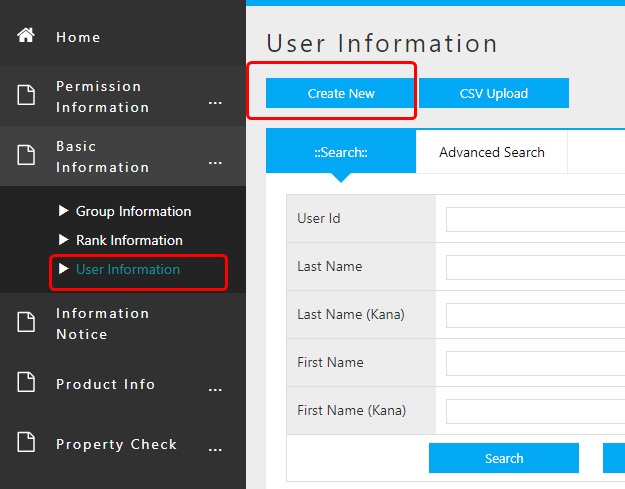 Home
Permission
Information ...
Basic
Information ...
Group Information
Rank Information
User Information
Information
Notice
Product Info ...
Property Check ...
User Information
Create New CSV Upload
::Search:: Advanced Search
User Id
Last Name
Last Name (Kana)
First Name
First Name (Kana)
Search